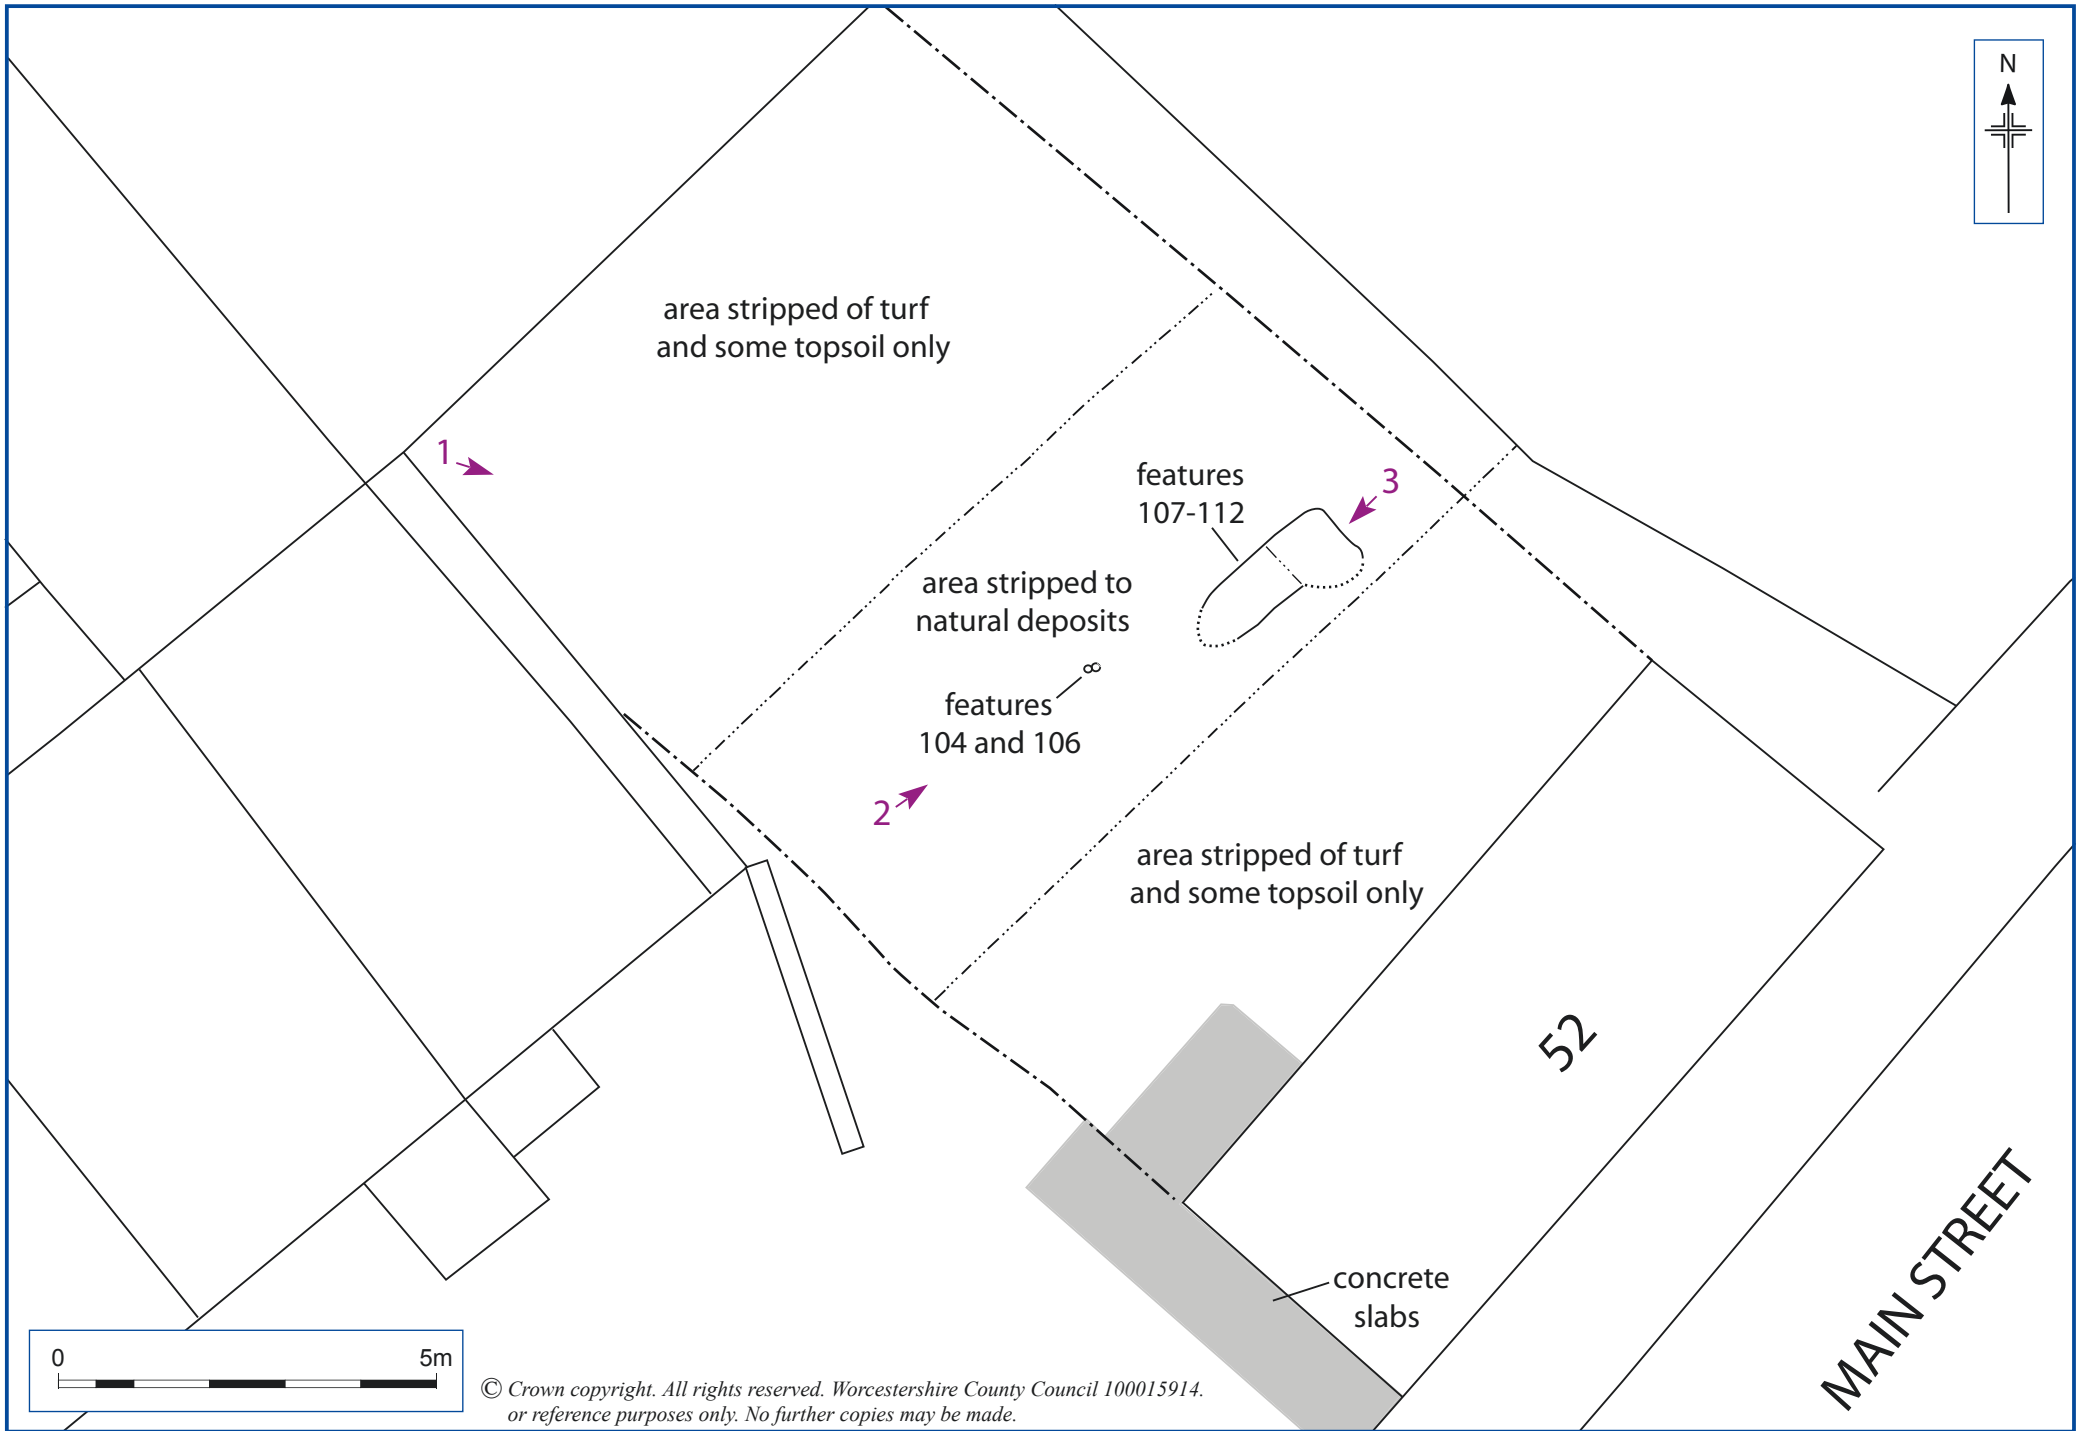 N
area stripped of turf
and some topsoil only
1
features
107-112
3
area stripped to
natural deposits
features
104 and 106
2
area stripped of turf
and some topsoil only
52
concrete
slabs
MAIN STREET
0 5m
© Crown copyright. All rights reserved. Worcestershire County Council 100015914.
or reference purposes only. No further copies may be made.